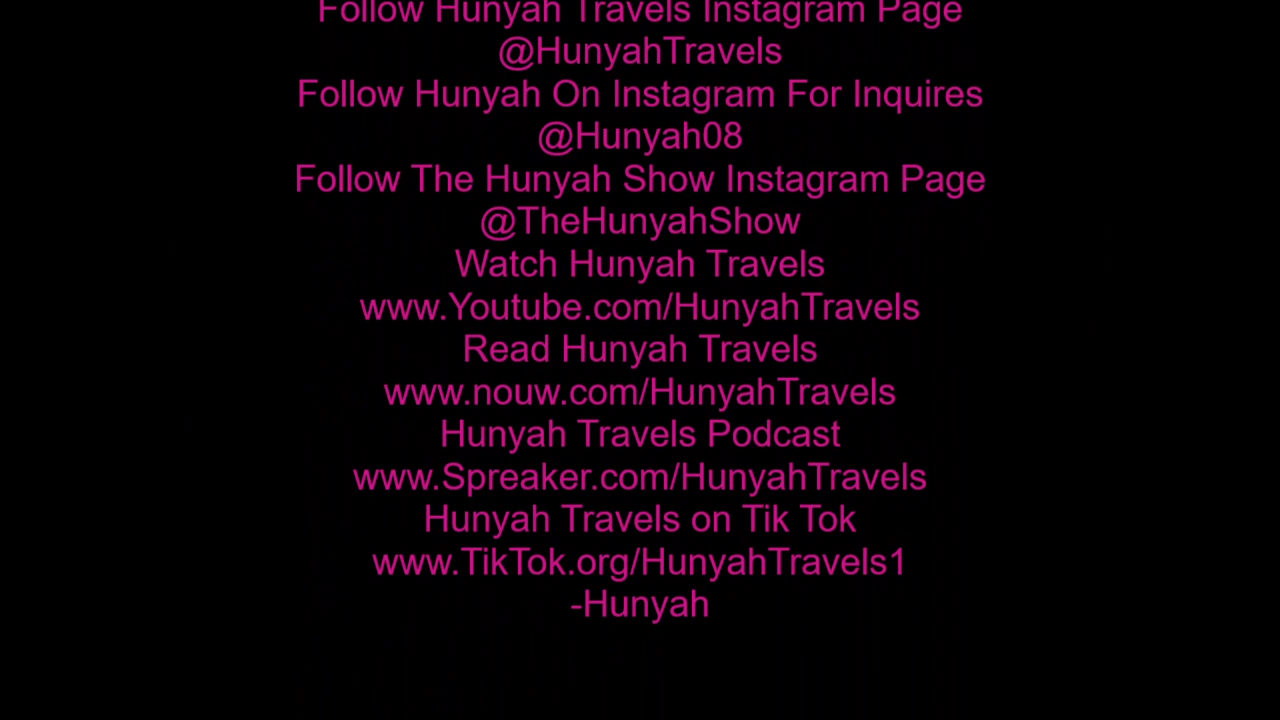 Follow Hunyah Travels Instagram Page
@HunyahTravels
Follow Hunyah On Instagram For Inquires
@Hunyah08
Follow The Hunyah Show Instagram Page
@TheHunyahShow
Watch Hunyah Travels
www.Youtube.com/HunyahTravels
Read Hunyah Travels
www.nouw.com/HunyahTravels
Hunyah Travels Podcast
www.Spreaker.com/HunyahTravels
Hunyah Travels on Tik Tok
www.TikTok.org/HunyahTravels1
-Hunyah